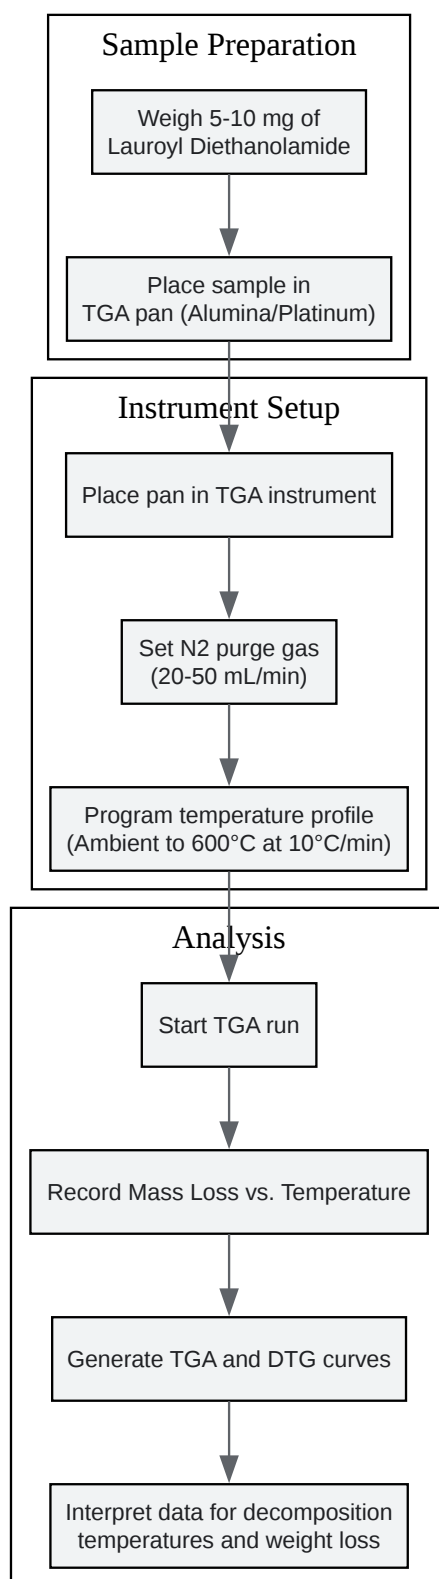 Sample Preparation
Weigh 5-10 mg of
Lauroyl Diethanolamide
Place sample in
TGA pan (Alumina/Platinum)
Instrument Setup
Place pan in TGA instrument
Set N2 purge gas
(20-50 mL/min)
Program temperature profile
(Ambient to 600°C at 10°C/min)
Analysis
Start TGA run
Record Mass Loss vs. Temperature
Generate TGA and DTG curves
Interpret data for decomposition
temperatures and weight loss